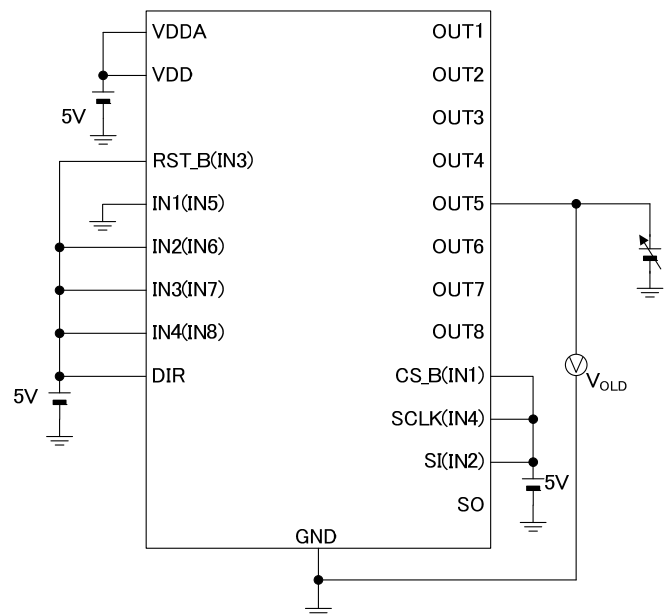 VDDA
VDD
5V
RST_B(IN3)
IN1(IN5)
IN2(IN6)
IN3(IN7)
IN4(IN8)
DIR
5V
OUT1
OUT2
OUT3
OUT4
OUT5
OUT6
OUT7
OUT8
CS_B(IN1)
SCLK(IN4)
SI(IN2)
SO
5V
V
VOLD
GND